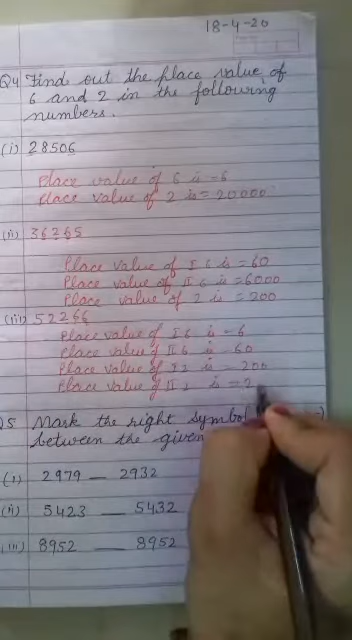 18-4-20
Q4 Find out the place value of
6 and 2 in the following
numbers.
(i) 28506
Place value of 6 is = 6
Place value of 2 is = 20000
(ii) 36265
Place value of I 6 is = 60
Place value of II 6 is = 6000
Place value of 2 is = 200
(iii) 52266
Place value of I 6 is = 6
Place value of II 6 is = 60
Place value of I 2 is = 200
Place value of II 2 is = 2
Q5 Mark the right symbol
between the given
(i) 2979 __ 2932
(ii) 5423 __ 5432
(iii) 8952 __ 8952